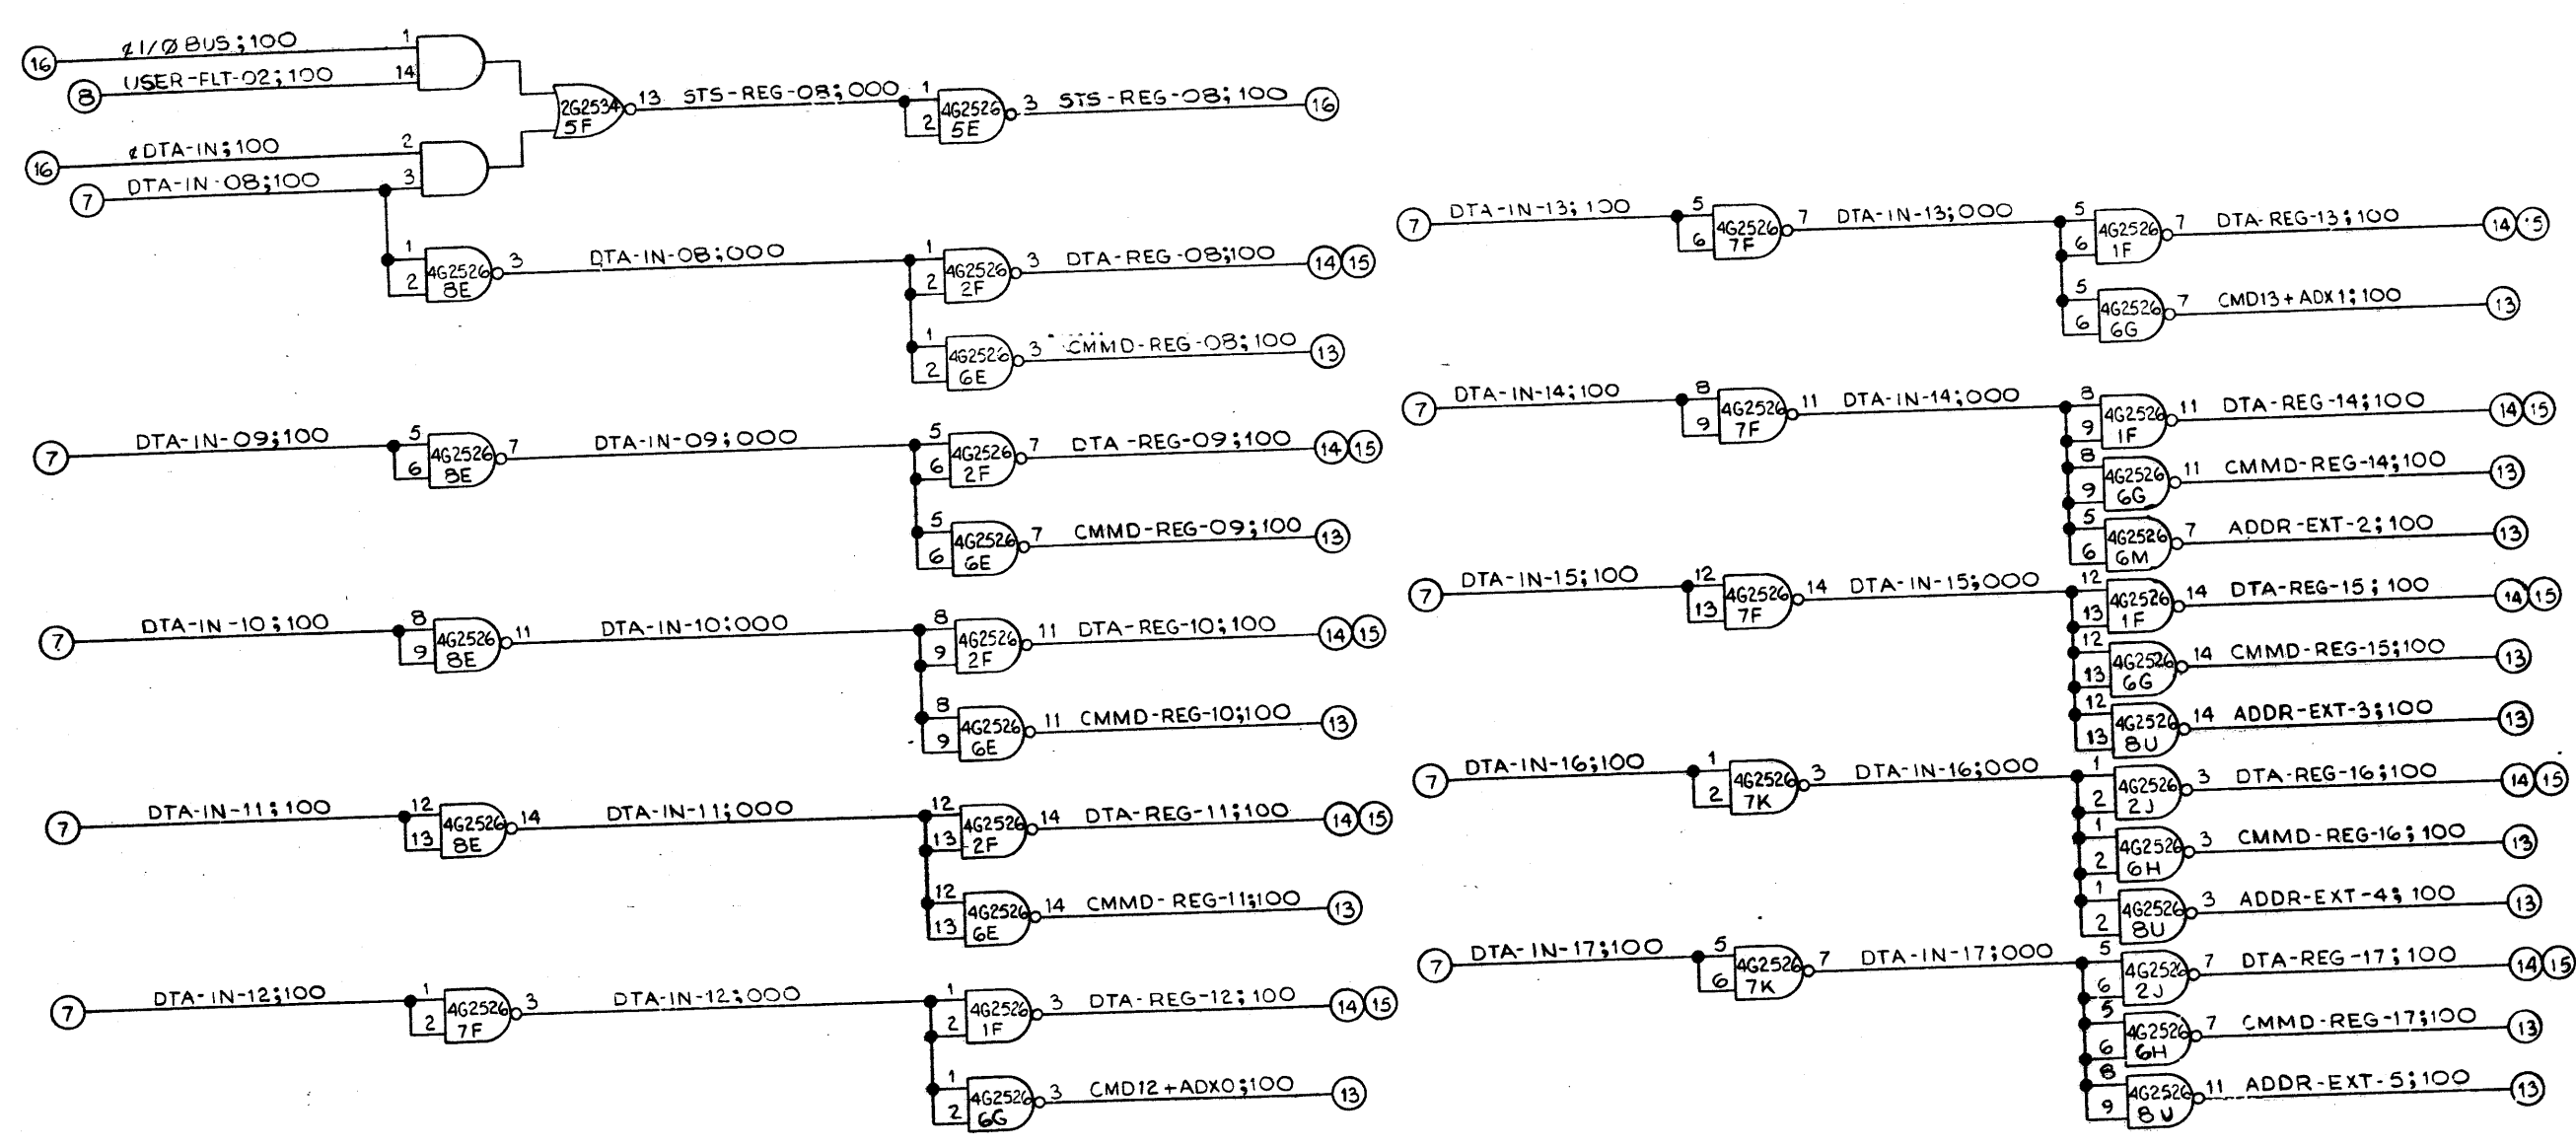 ¢I/ØBUS;100
1
16
USER-FLT-02;100
14
8
2G2534
5F
13
STS-REG-08;000
1
2
4G2526
5E
3
STS-REG-08;100
16
¢DTA-IN;100
2
16
DTA-IN-08;100
3
7
1
2
4G2526
8E
3
DTA-IN-08;000
1
2
4G2526
2F
3
DTA-REG-08;100
14 15
1
2
4G2526
6E
3
CMMD-REG-08;100
13
7
DTA-IN-09;100
5
6
4G2526
8E
7
DTA-IN-09;000
5
6
4G2526
2F
7
DTA-REG-09;100
14 15
5
6
4G2526
6E
7
CMMD-REG-09;100
13
7
DTA-IN-10;100
8
9
4G2526
8E
11
DTA-IN-10;000
8
9
4G2526
2F
11
DTA-REG-10;100
14 15
8
9
4G2526
6E
11
CMMD-REG-10;100
13
7
DTA-IN-11;100
12
13
4G2526
8E
14
DTA-IN-11;000
12
13
4G2526
2F
14
DTA-REG-11;100
14 15
12
13
4G2526
6E
14
CMMD-REG-11;100
13
7
DTA-IN-12;100
1
2
4G2526
7F
3
DTA-IN-12;000
1
2
4G2526
1F
3
DTA-REG-12;100
14 15
1
2
4G2526
6G
3
CMD12+ADX0;100
13
7
DTA-IN-13;100
5
6
4G2526
7F
7
DTA-IN-13;000
5
6
4G2526
1F
7
DTA-REG-13;100
14 15
5
6
4G2526
6G
7
CMD13+ADX1;100
13
7
DTA-IN-14;100
8
9
4G2526
7F
11
DTA-IN-14;000
8
9
4G2526
1F
11
DTA-REG-14;100
14 15
8
9
4G2526
6G
11
CMMD-REG-14;100
13
5
6
4G2526
6M
7
ADDR-EXT-2;100
13
7
DTA-IN-15;100
12
13
4G2526
7F
14
DTA-IN-15;000
12
13
4G2526
1F
14
DTA-REG-15;100
14 15
12
13
4G2526
6G
14
CMMD-REG-15;100
13
12
13
4G2526
8U
14
ADDR-EXT-3;100
13
7
DTA-IN-16;100
1
2
4G2526
7K
3
DTA-IN-16;000
1
2
4G2526
2J
3
DTA-REG-16;100
14 15
1
2
4G2526
6H
3
CMMD-REG-16;100
13
1
2
4G2526
8U
3
ADDR-EXT-4;100
13
7
DTA-IN-17;100
5
6
4G2526
7K
7
DTA-IN-17;000
5
6
4G2526
2J
7
DTA-REG-17;100
14 15
5
6
4G2526
6H
7
CMMD-REG-17;100
13
8
9
4G2526
8U
11
ADDR-EXT-5;100
13